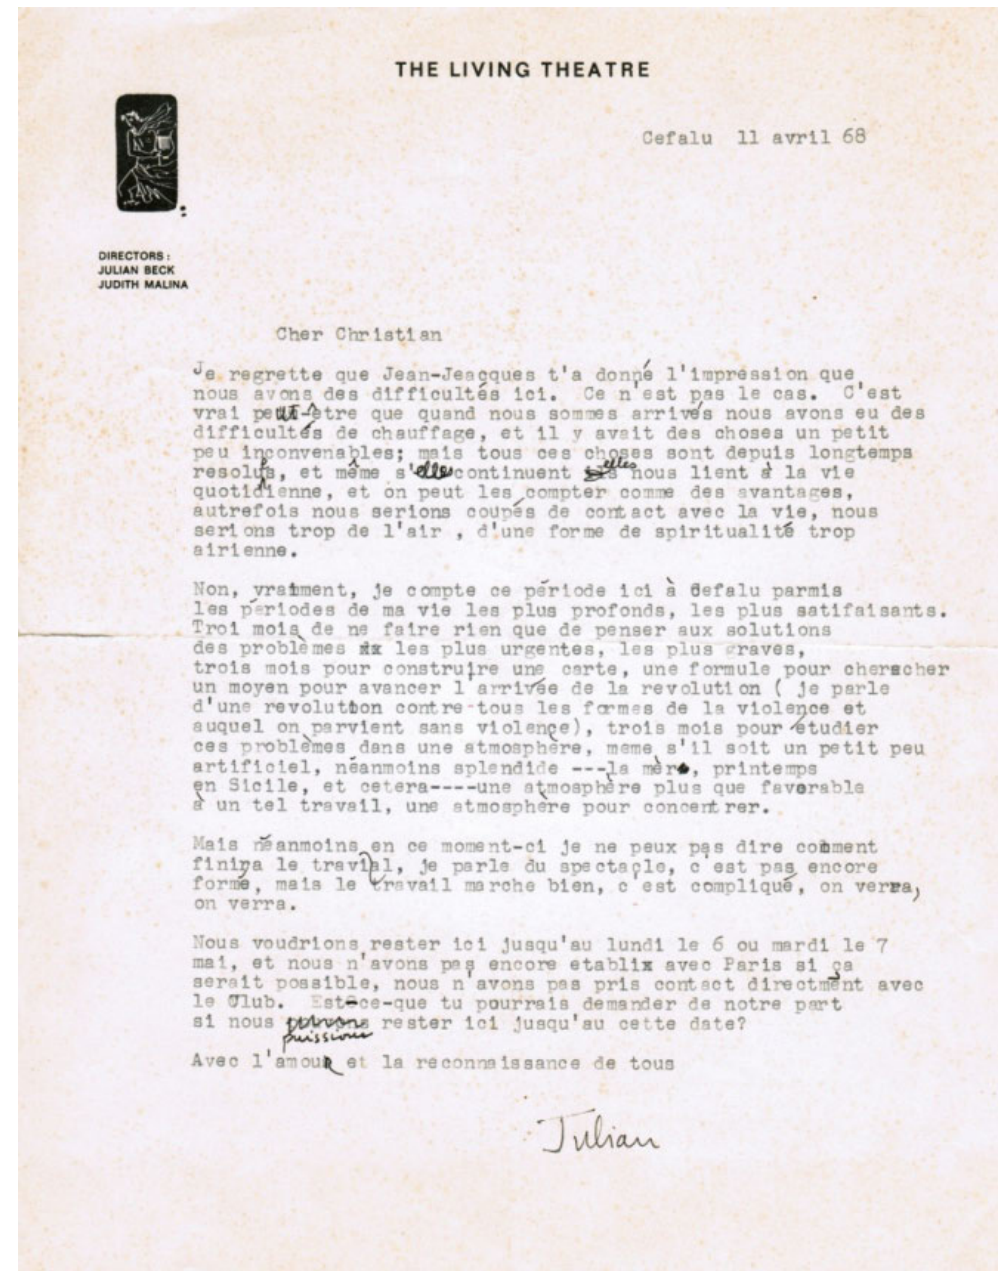 THE LIVING THEATRE
Cefalu 11 avril 68
DIRECTORS :
JULIAN BECK
JUDITH MALINA
Cher Christian
Je regrette que Jean-Jeacques t'a donné l'impression que
nous avons des difficultés ici. Ce n'est pas le cas. C'est
vrai peut-être que quand nous sommes arrivés nous avons eu des
difficultés de chauffage, et il y avait des choses un petit
peu inconvenables; mais tous ces choses sont depuis longtemps
resolus, et même s'elles continuent elles nous lient à la vie
quotidienne, et on peut les compter comme des avantages,
autrefois nous serions coupés de contact avec la vie, nous
serions trop de l'air , d'une forme de spiritualité trop
airienne.
Non, vraiment, je compte ce période ici à Cefalu parmis
les périodes de ma vie les plus profonds, les plus satifaisants.
Troi mois de ne faire rien que de penser aux solutions
des problèmes les plus urgentes, les plus graves,
trois mois pour construire une carte, une formule pour cherscher
un moyen pour avancer l'arrivée de la revolution ( je parle
d'une revolution contre tous les formes de la violence et
auquel on parvient sans violence), trois mois pour étudier
ces problèmes dans une atmosphère, meme s'il soit un petit peu
artificiel, néanmoins splendide ---la mère, printemps
en Sicile, et cetera----une atmosphère plus que favorable
à un tel travail, une atmosphère pour concentrer.
Mais néanmoins en ce moment-ci je ne peux pas dire comment
finira le travial, je parle du spectacle, c'est pas encore
formé, mais le travail marche bien, c'est compliqué, on verra,
on verra.
Nous voudrions rester ici jusqu'au lundi le 6 ou mardi le 7
mai, et nous n'avons pas encore etablix avec Paris si ça
serait possible, nous n'avons pas pris contact directment avec
le Club. Est-ce-que tu pourrais demander de notre part
si nous puissions rester ici jusqu'au cette date?
Avec l'amour et la reconnaissance de tous
Julian